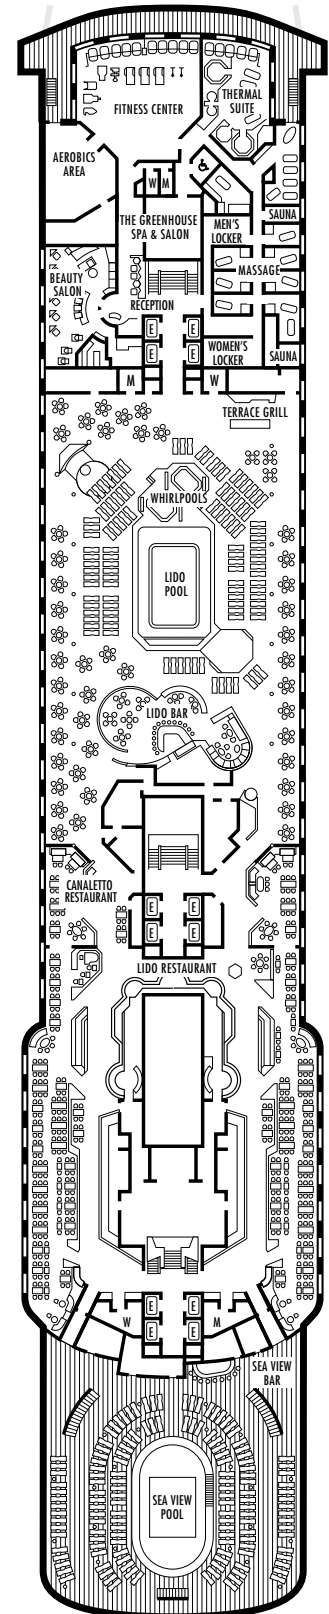 FITNESS CENTER
THERMAL
SUITE
AEROBICS
AREA
W M
SAUNA
THE GREENHOUSE
SPA & SALON
MEN'S
LOCKER
MASSAGE
BEAUTY
SALON
RECEPTION
E E
E E
WOMEN'S
LOCKER
SAUNA
M W
TERRACE GRILL
WHIRLPOOLS
LIDO
POOL
LIDO BAR
CANALETTO
RESTAURANT
E E
E E
LIDO RESTAURANT
W E E M
E E
SEA VIEW
BAR
SEA VIEW
POOL